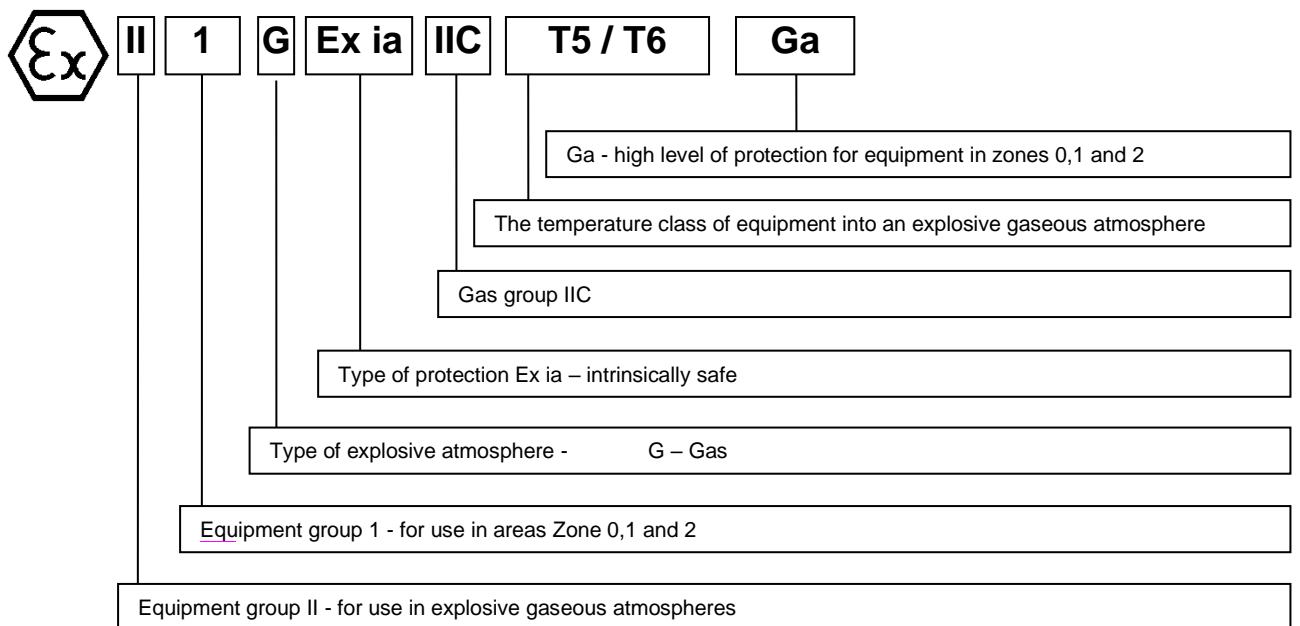 Ex II 1 G Ex ia IIC T5 / T6 Ga
Ga - high level of protection for equipment in zones 0,1 and 2
The temperature class of equipment into an explosive gaseous atmosphere
Gas group IIC
Type of protection Ex ia – intrinsically safe
Type of explosive atmosphere - G – Gas
Equipment group 1 - for use in areas Zone 0,1 and 2
Equipment group II - for use in explosive gaseous atmospheres